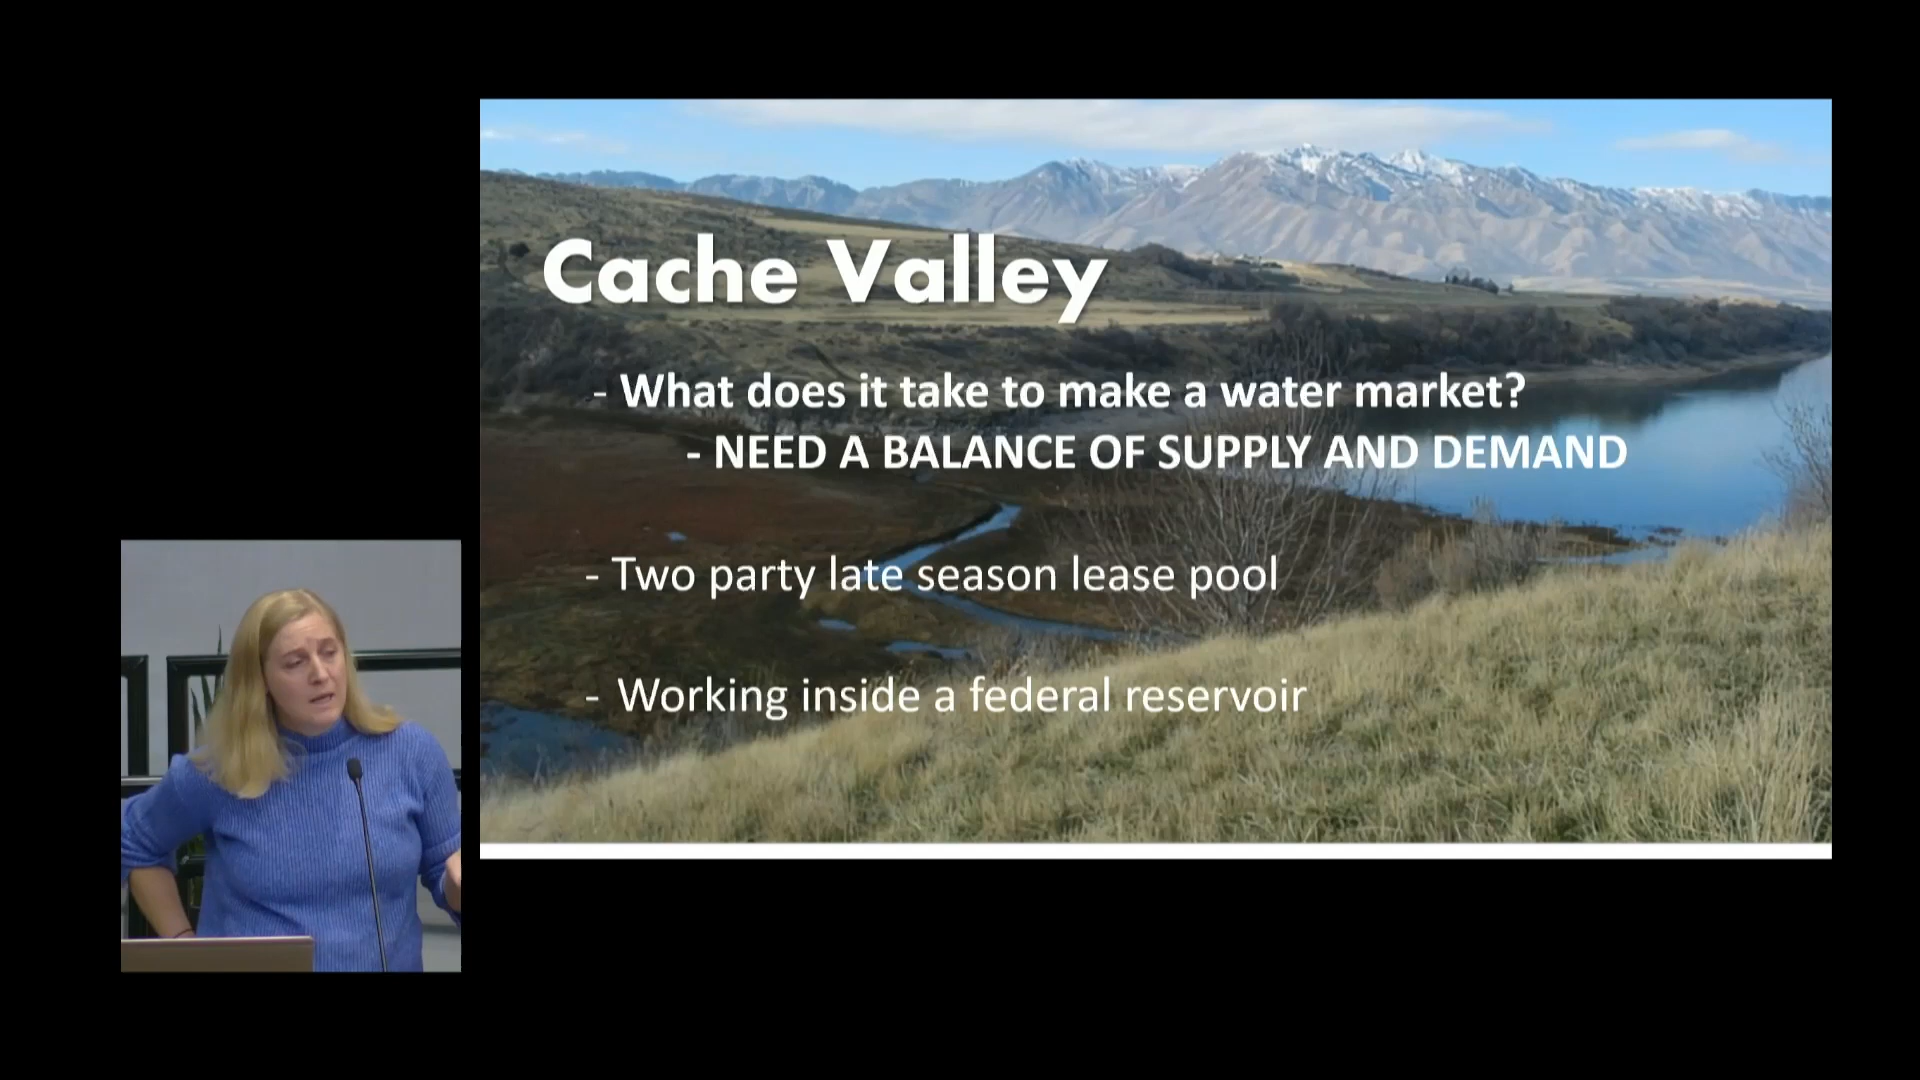 Cache Valley
- What does it take to make a water market?
- NEED A BALANCE OF SUPPLY AND DEMAND
- Two party late season lease pool
- Working inside a federal reservoir